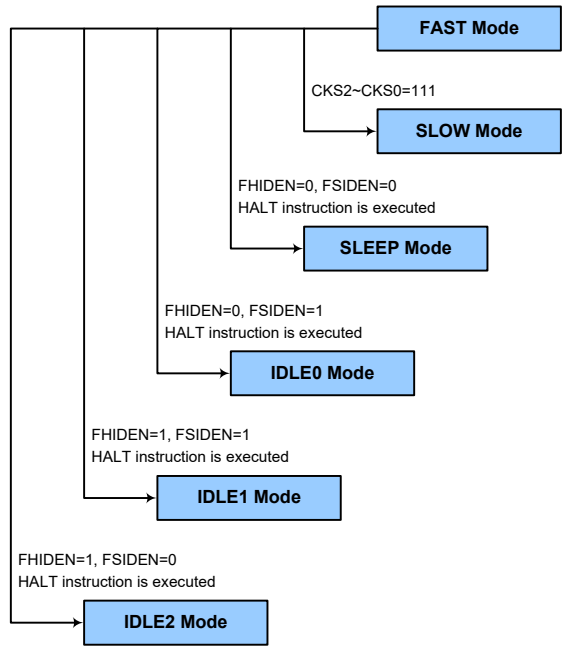 FAST Mode
CKS2~CKS0=111
SLOW Mode
FHIDEN=0, FSIDEN=0
HALT instruction is executed
SLEEP Mode
FHIDEN=0, FSIDEN=1
HALT instruction is executed
IDLE0 Mode
FHIDEN=1, FSIDEN=1
HALT instruction is executed
IDLE1 Mode
FHIDEN=1, FSIDEN=0
HALT instruction is executed
IDLE2 Mode